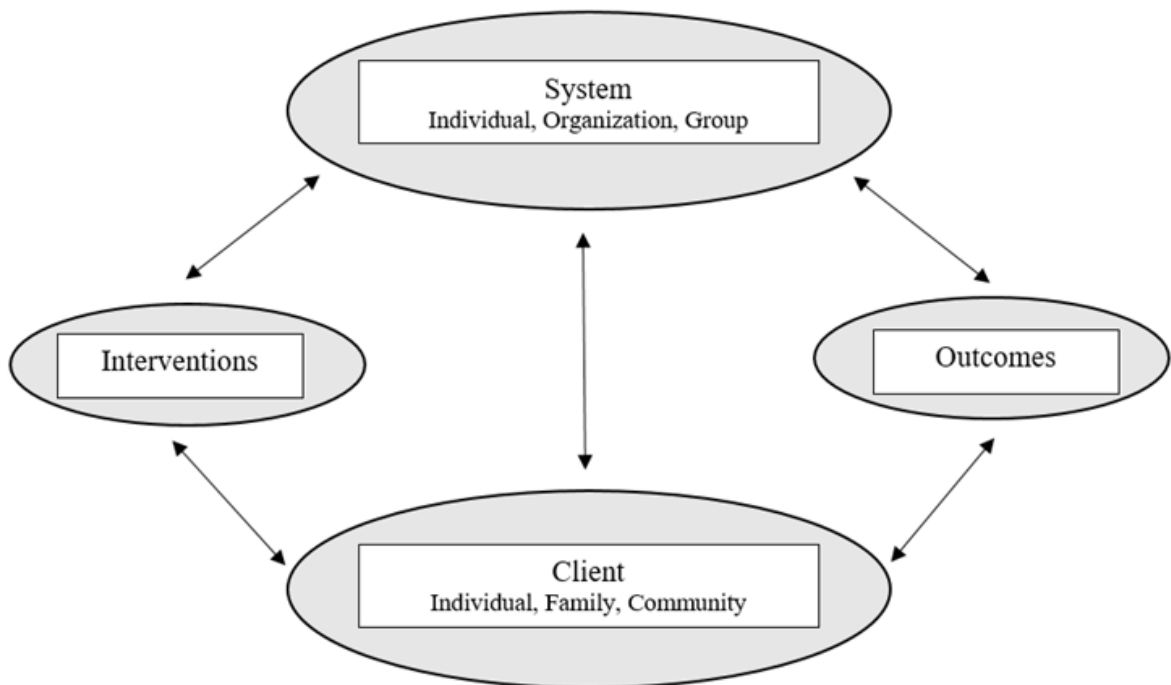 System
Individual, Organization, Group
Interventions
Outcomes
Client
Individual, Family, Community